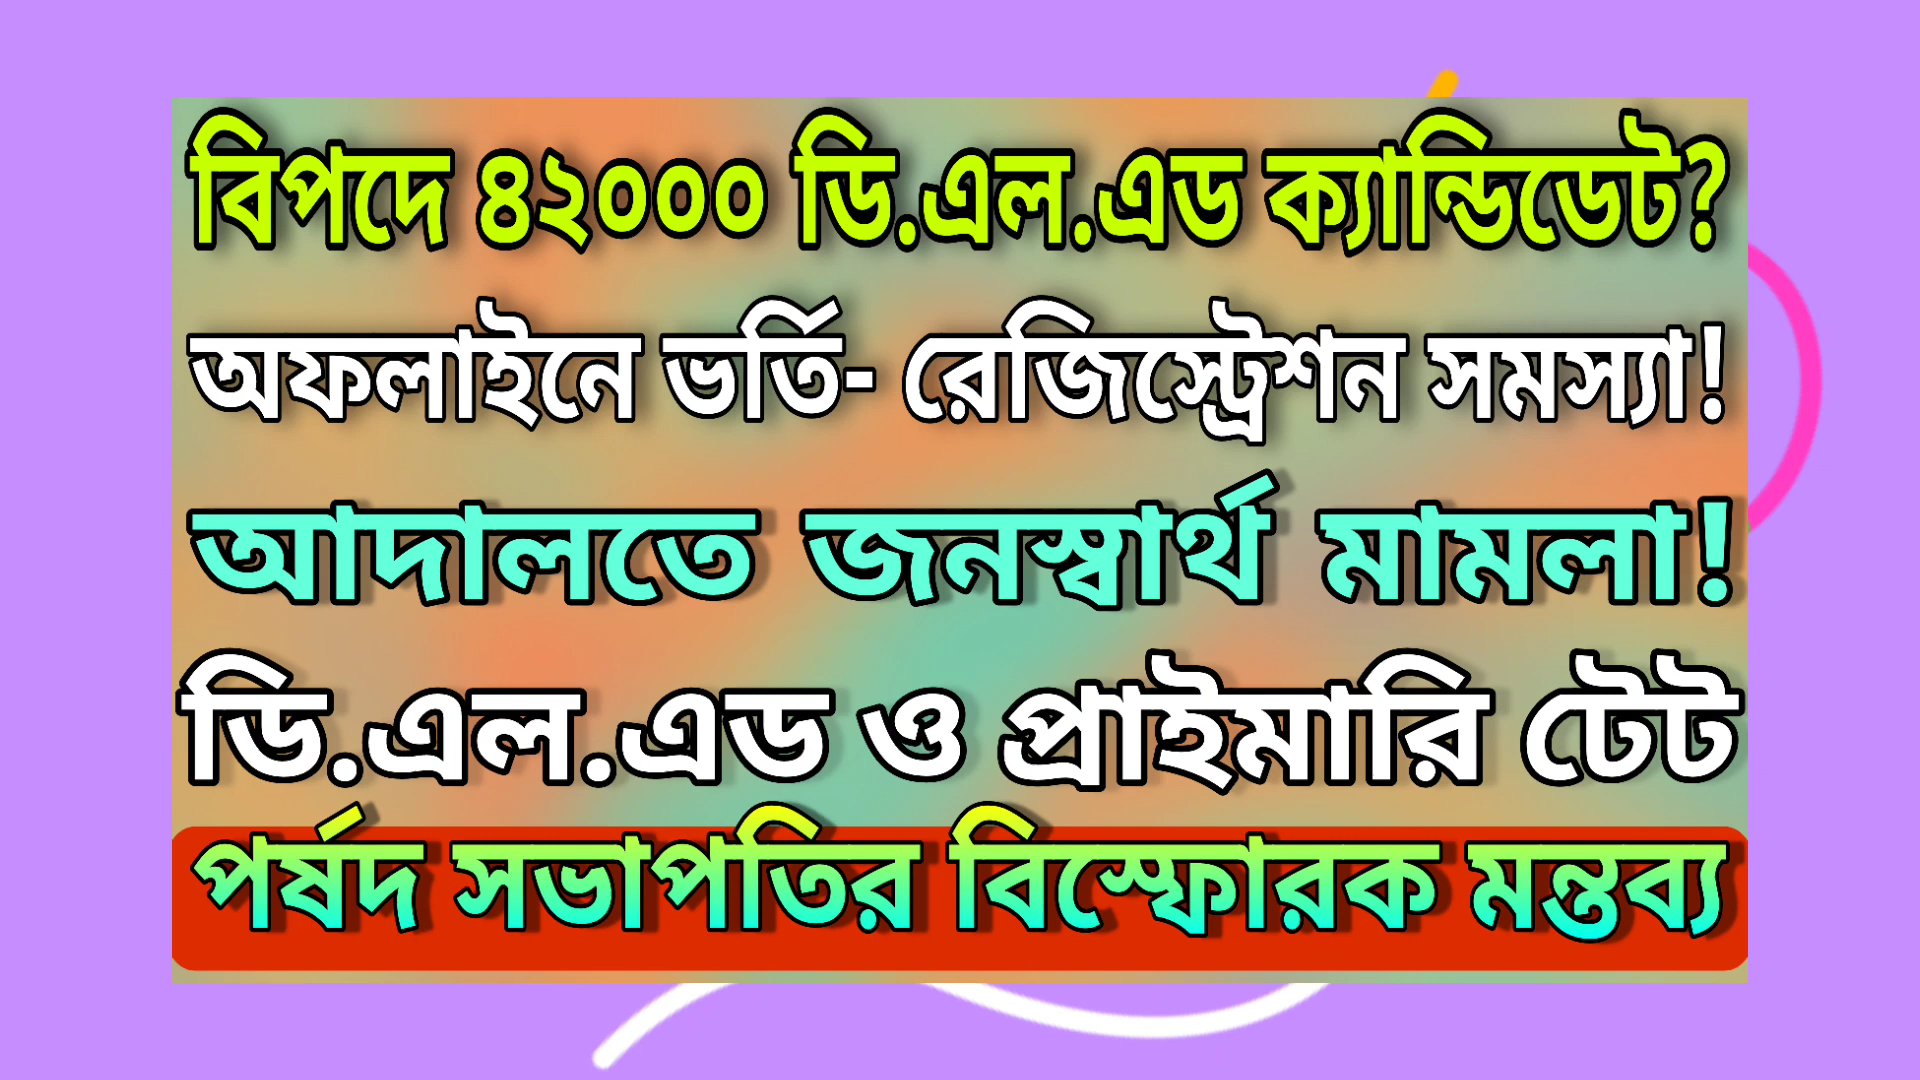 বিপদে ৪২০০০ ডি.এল.এড ক্যান্ডিডেট?
অফলাইনে ভর্তি- রেজিস্ট্রেশন সমস্যা!
আদালতে জনস্বার্থ মামলা!
ডি.এল.এড ও প্রাইমারি টেট
পর্ষদ সভাপতির বিস্ফোরক মন্তব্য